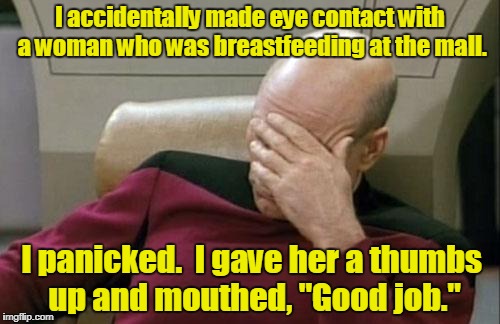 I accidentally made eye contact with
a woman who was breastfeeding at the mall.
I panicked.  I gave her a thumbs
up and mouthed, "Good job."
imgflip.com